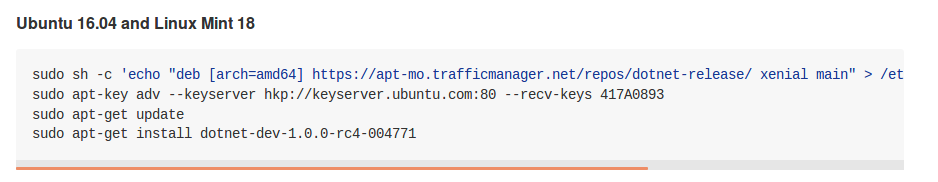 Ubuntu 16.04 and Linux Mint 18
sudo sh -c 'echo "deb [arch=amd64] https://apt-mo.trafficmanager.net/repos/dotnet-release/ xenial main" > /et
sudo apt-key adv --keyserver hkp://keyserver.ubuntu.com:80 --recv-keys 417A0893
sudo apt-get update
sudo apt-get install dotnet-dev-1.0.0-rc4-004771